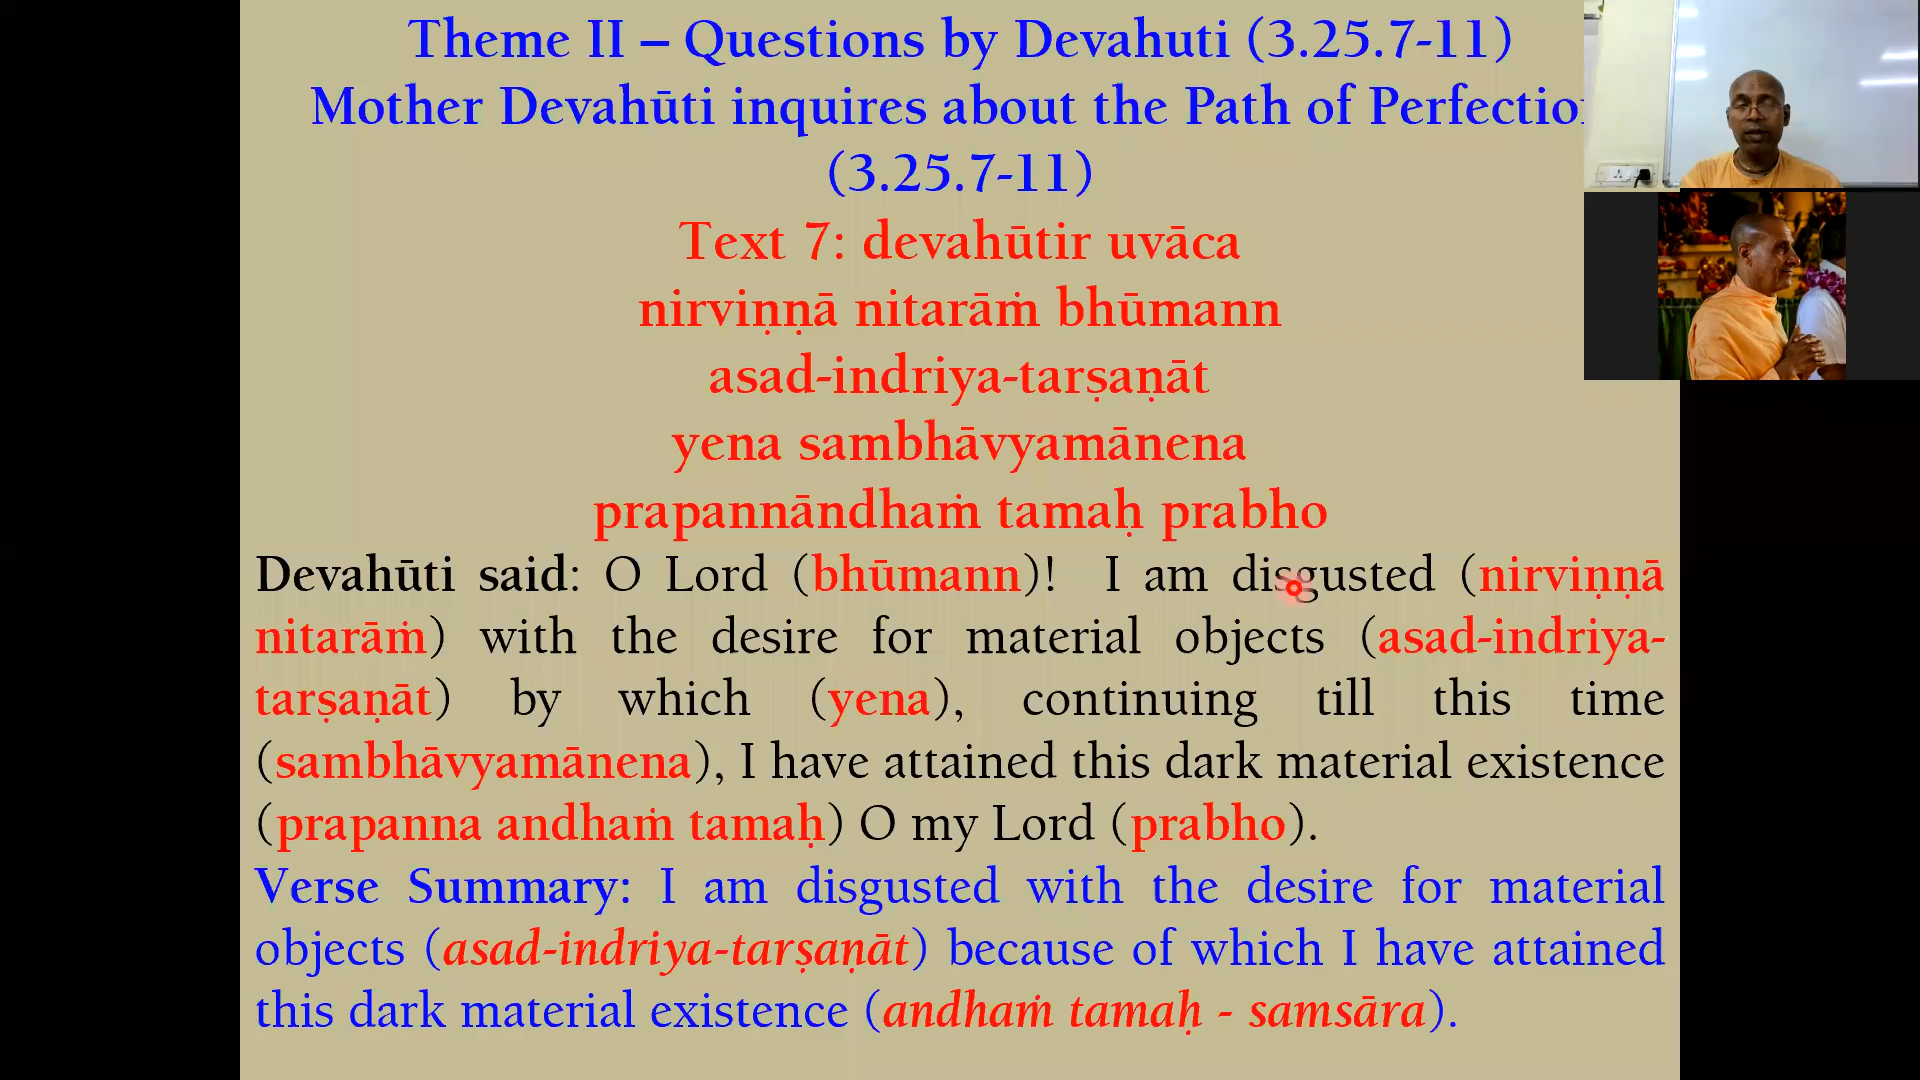 Theme II – Questions by Devahuti (3.25.7-11)
Mother Devahūti inquires about the Path of Perfectio
(3.25.7-11)
Text 7: devahūtir uvāca
nirviṇṇā nitarāṁ bhūmann
asad-indriya-tarṣaṇāt
yena sambhāvyamānena
prapannāndhaṁ tamaḥ prabho
Devahūti said: O Lord (bhūmann)! I am disgusted (nirviṇṇā
nitarāṁ) with the desire for material objects (asad-indriya-
tarṣaṇāt) by which (yena), continuing till this time
(sambhāvyamānena), I have attained this dark material existence
(prapanna andhaṁ tamaḥ) O my Lord (prabho).
Verse Summary: I am disgusted with the desire for material
objects (asad-indriya-tarṣaṇāt) because of which I have attained
this dark material existence (andhaṁ tamaḥ - samsāra).